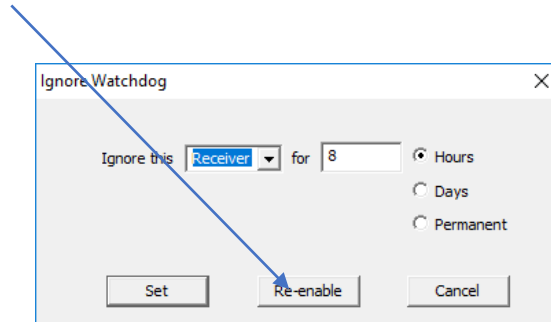 Ignore Watchdog
Ignore this Receiver for 8 Hours
Days
Permanent
Set Re-enable Cancel